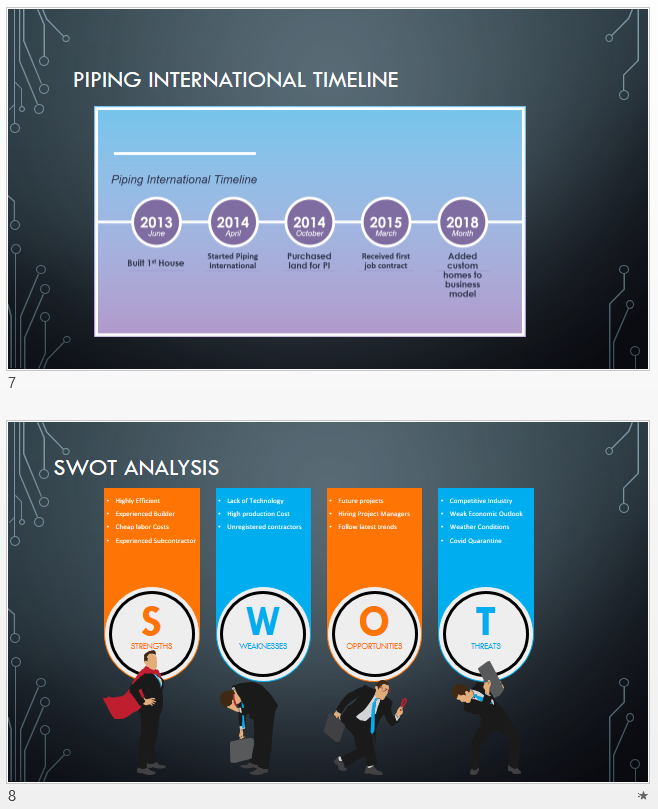 PIPING INTERNATIONAL TIMELINE
Piping International Timeline
2013
June
2014
April
2014
October
2015
March
2018
Month
Built 1st House
Started Piping
International
Purchased
land for PI
Received first
job contract
Added
custom
homes to
business
model
7
SWOT ANALYSIS
• Highly Efficient
• Experienced Builder
• Cheap labor Costs
• Experienced Subcontractor
S
STRENGTHS
• Lack of Technology
• High production Cost
• Unregistered contractors
W
WEAKNESSES
• Future projects
• Hiring Project Managers
• Follow latest trends
O
OPPORTUNITIES
• Competitive Industry
• Weak Economic Outlook
• Weather Conditions
• Covid Quarantine
T
THREATS
8